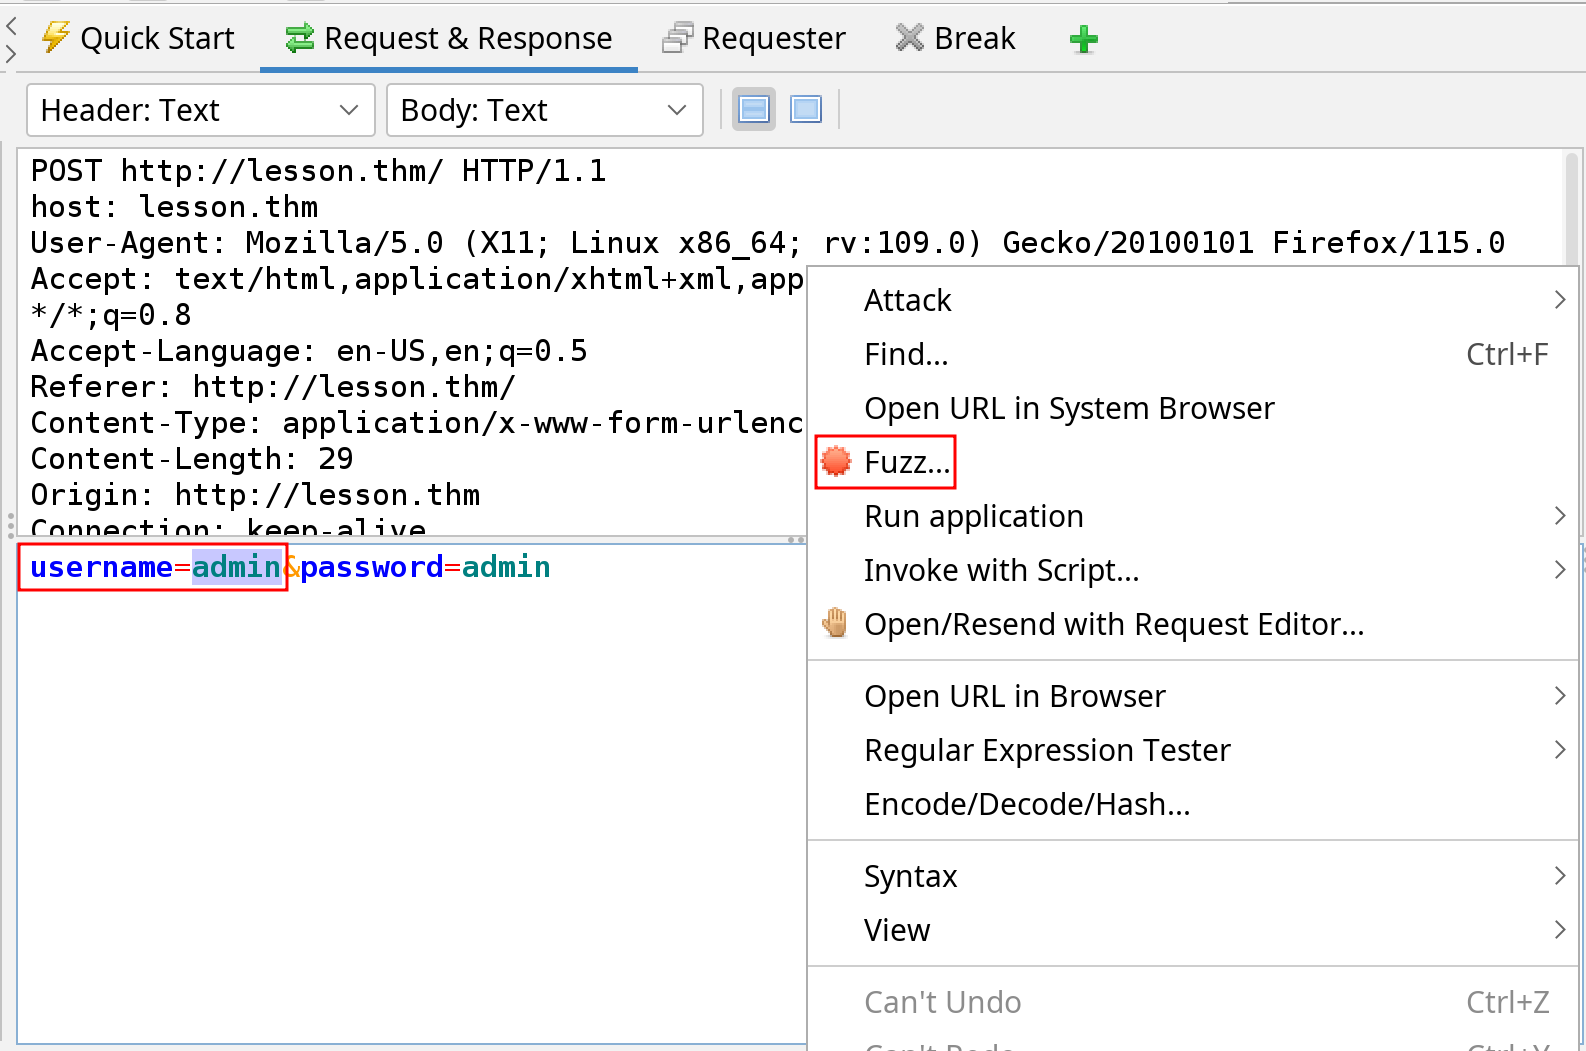 Quick Start
Request & Response
Requester
Break
Header: Text
Body: Text
POST http://lesson.thm/ HTTP/1.1
host: lesson.thm
User-Agent: Mozilla/5.0 (X11; Linux x86_64; rv:109.0) Gecko/20100101 Firefox/115.0
Accept: text/html,application/xhtml+xml,app
*/*;q=0.8
Accept-Language: en-US,en;q=0.5
Referer: http://lesson.thm/
Content-Type: application/x-www-form-urlenc
Content-Length: 29
Origin: http://lesson.thm
Connection: keep-alive
username=admin&password=admin
Attack
Find... Ctrl+F
Open URL in System Browser
Fuzz...
Run application
Invoke with Script...
Open/Resend with Request Editor...
Open URL in Browser
Regular Expression Tester
Encode/Decode/Hash...
Syntax
View
Can't Undo Ctrl+Z
Can't Redo Ctrl+Y